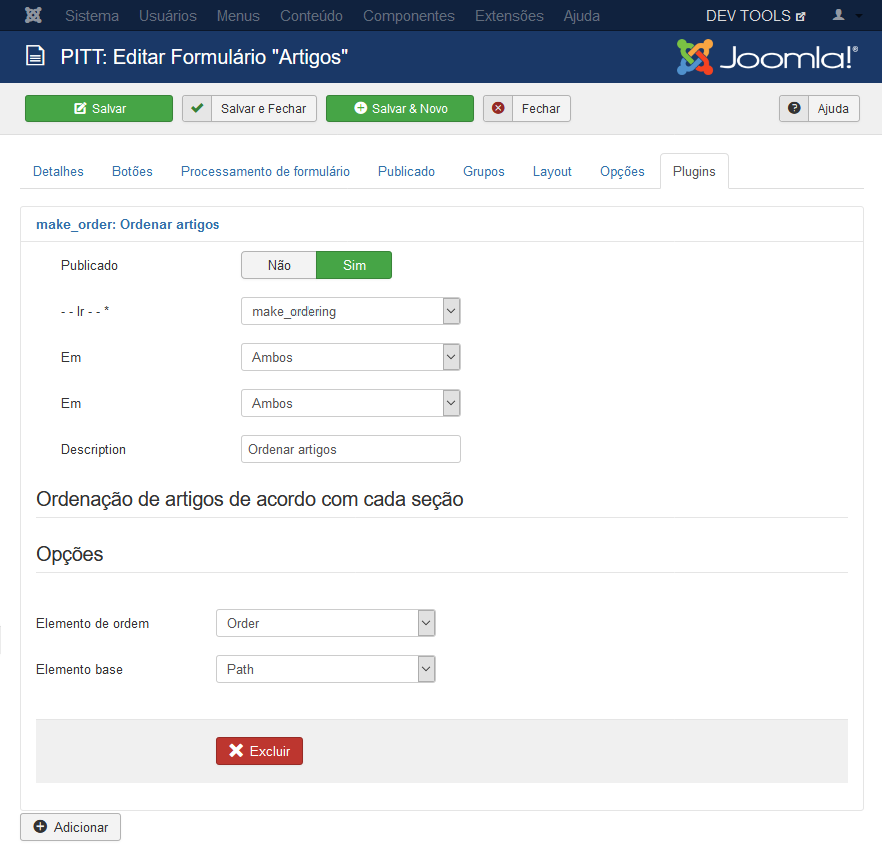 Sistema Usuários Menus Conteúdo Componentes Extensões Ajuda DEV TOOLS
PITT: Editar Formulário "Artigos" Joomla!®
Salvar Salvar e Fechar Salvar & Novo Fechar Ajuda
Detalhes Botões Processamento de formulário Publicado Grupos Layout Opções Plugins
make_order: Ordenar artigos
Publicado Não Sim
- - Ir - - * make_ordering
Em Ambos
Em Ambos
Description Ordenar artigos
Ordenação de artigos de acordo com cada seção
Opções
Elemento de ordem Order
Elemento base Path
Excluir
Adicionar